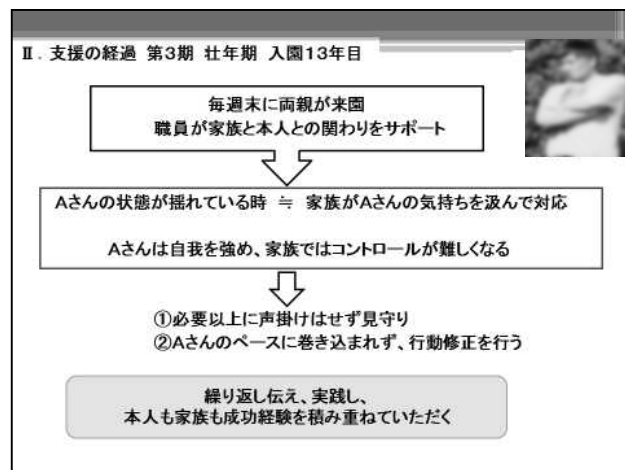 Ⅱ．支援の経過 第3期 壮年期 入園13年目
毎週末に両親が来園
職員が家族と本人との関わりをサポート
Aさんの状態が揺れている時 ≒ 家族がAさんの気持ちを汲んで対応
Aさんは自我を強め、家族ではコントロールが難しくなる
①必要以上に声掛けはせず見守り
②Aさんのペースに巻き込まれず、行動修正を行う
繰り返し伝え、実践し、
本人も家族も成功経験を積み重ねていただく